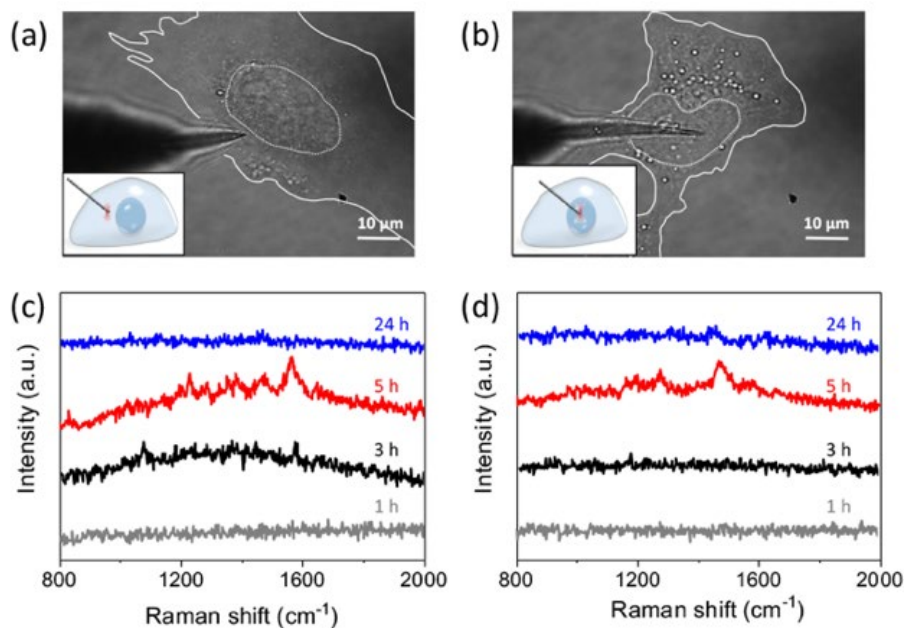 (a)
10 µm
(b)
10 µm
(c)
Intensity (a.u.)
24 h
5 h
3 h
1 h
800
1200
1600
2000
Raman shift (cm⁻¹)
(d)
Intensity (a.u.)
24 h
5 h
3 h
1 h
800
1200
1600
2000
Raman shift (cm⁻¹)